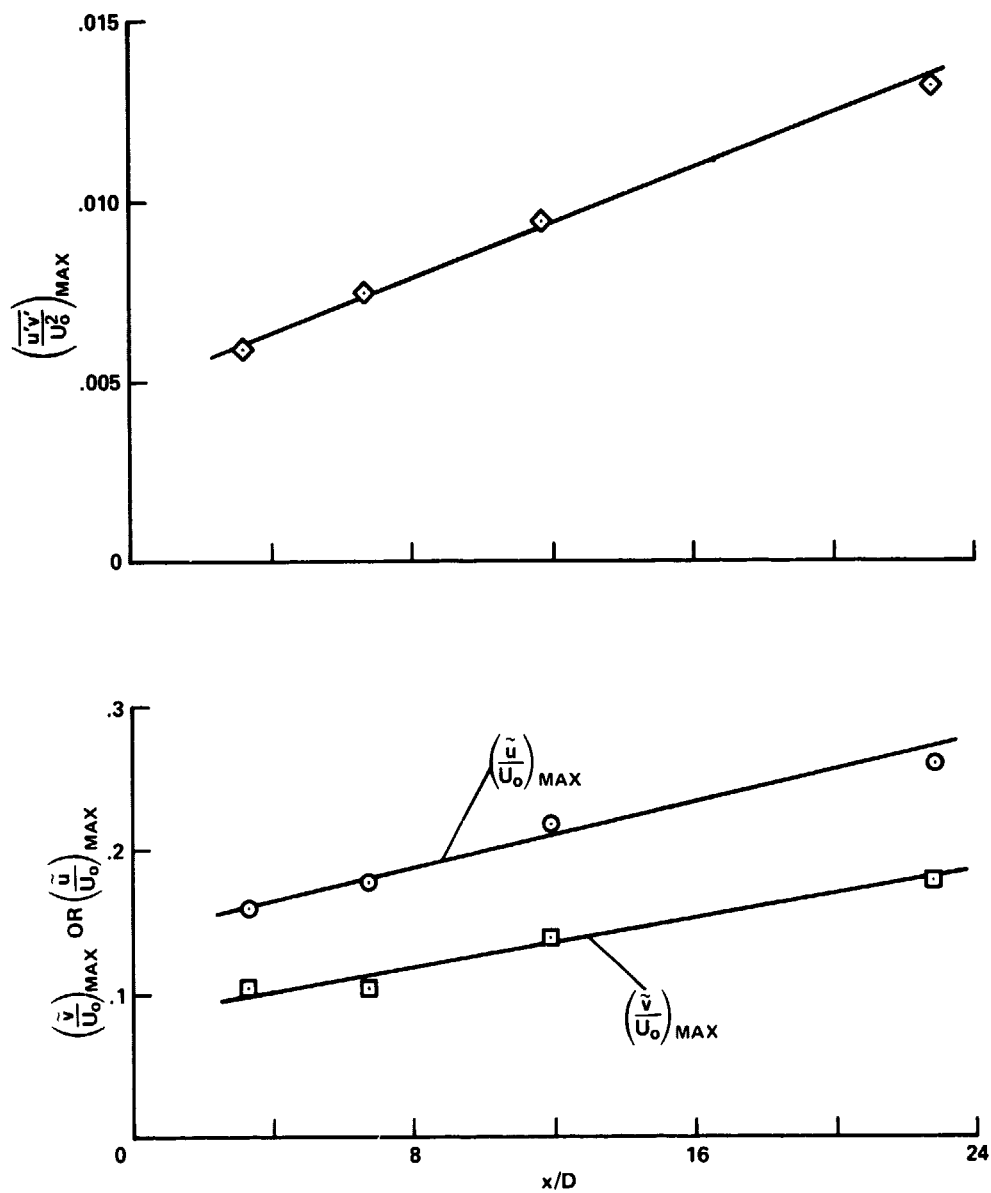 .015
.010
.005
0
(u'v'/U₀²)MAX
.3
.2
.1
0
8
16
24
x/D
(ṽ/U₀)MAX OR (ũ/U₀)MAX
(ũ/U₀)MAX
(ṽ/U₀)MAX